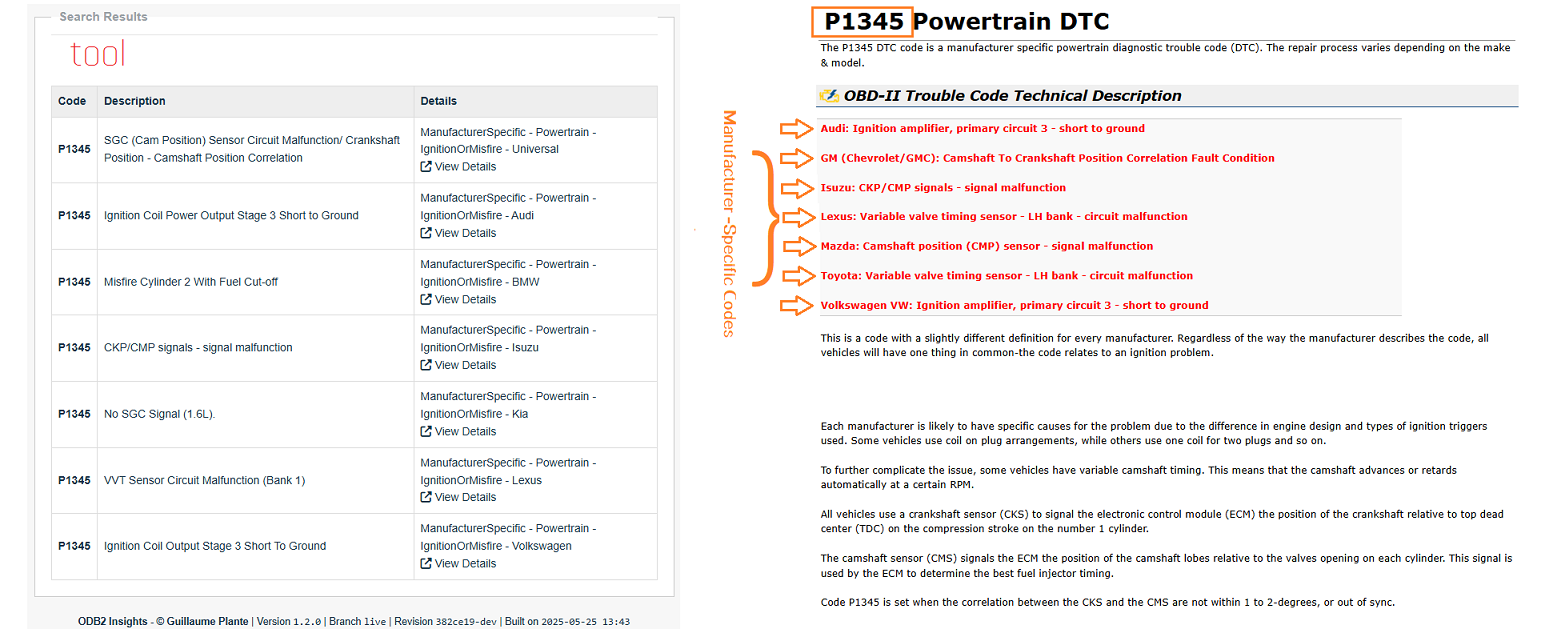 Search Results
tool
Code Description Details
P1345 SGC (Cam Position) Sensor Circuit Malfunction/ Crankshaft
Position - Camshaft Position Correlation
ManufacturerSpecific - Powertrain -
IgnitionOrMisfire - Universal
View Details
P1345 Ignition Coil Power Output Stage 3 Short to Ground
ManufacturerSpecific - Powertrain -
IgnitionOrMisfire - Audi
View Details
P1345 Misfire Cylinder 2 With Fuel Cut-off
ManufacturerSpecific - Powertrain -
IgnitionOrMisfire - BMW
View Details
P1345 CKP/CMP signals - signal malfunction
ManufacturerSpecific - Powertrain -
IgnitionOrMisfire - Isuzu
View Details
P1345 No SGC Signal (1.6L).
ManufacturerSpecific - Powertrain -
IgnitionOrMisfire - Kia
View Details
P1345 VVT Sensor Circuit Malfunction (Bank 1)
ManufacturerSpecific - Powertrain -
IgnitionOrMisfire - Lexus
View Details
P1345 Ignition Coil Output Stage 3 Short To Ground
ManufacturerSpecific - Powertrain -
IgnitionOrMisfire - Volkswagen
View Details
ODB2 Insights - © Guillaume Plante | Version 1.2.0 | Branch live | Revision 382ce19-dev | Built on 2025-05-25 13:43
Manufacturer -Specific Codes
P1345 Powertrain DTC
The P1345 DTC code is a manufacturer specific powertrain diagnostic trouble code (DTC). The repair process varies depending on the make
& model.
OBD-II Trouble Code Technical Description
Audi: Ignition amplifier, primary circuit 3 - short to ground
GM (Chevrolet/GMC): Camshaft To Crankshaft Position Correlation Fault Condition
Isuzu: CKP/CMP signals - signal malfunction
Lexus: Variable valve timing sensor - LH bank - circuit malfunction
Mazda: Camshaft position (CMP) sensor - signal malfunction
Toyota: Variable valve timing sensor - LH bank - circuit malfunction
Volkswagen VW: Ignition amplifier, primary circuit 3 - short to ground
This is a code with a slightly different definition for every manufacturer. Regardless of the way the manufacturer describes the code, all
vehicles will have one thing in common-the code relates to an ignition problem.
Each manufacturer is likely to have specific causes for the problem due to the difference in engine design and types of ignition triggers
used. Some vehicles use coil on plug arrangements, while others use one coil for two plugs and so on.
To further complicate the issue, some vehicles have variable camshaft timing. This means that the camshaft advances or retards
automatically at a certain RPM.
All vehicles use a crankshaft sensor (CKS) to signal the electronic control module (ECM) the position of the crankshaft relative to top dead
center (TDC) on the compression stroke on the number 1 cylinder.
The camshaft sensor (CMS) signals the ECM the position of the camshaft lobes relative to the valves opening on each cylinder. This signal is
used by the ECM to determine the best fuel injector timing.
Code P1345 is set when the correlation between the CKS and the CMS are not within 1 to 2-degrees, or out of sync.